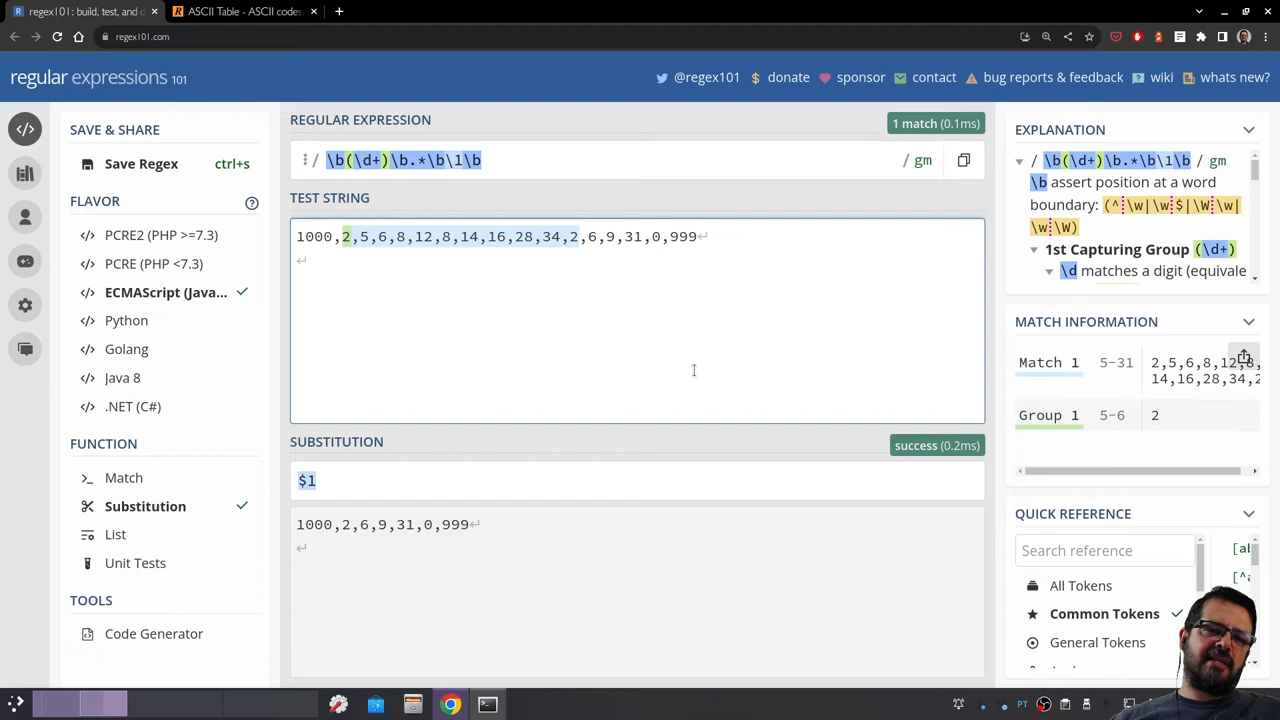 regex101: build, test, and d
ASCII Table - ASCII codes,
regex101.com
regular expressions 101
@regex101
$ donate
sponsor
contact
bug reports & feedback
wiki
whats new?
SAVE & SHARE
Save Regex ctrl+s
FLAVOR
PCRE2 (PHP >=7.3)
PCRE (PHP <7.3)
ECMAScript (Java...
Python
Golang
Java 8
.NET (C#)
FUNCTION
Match
Substitution
List
Unit Tests
TOOLS
Code Generator
REGULAR EXPRESSION
1 match (0.1ms)
/ \b(\d+)\b.*\b\1\b / gm
TEST STRING
1000,2,5,6,8,12,8,14,16,28,34,2,6,9,31,0,999
SUBSTITUTION
success (0.2ms)
$1
1000,2,6,9,31,0,999
EXPLANATION
/ \b(\d+)\b.*\b\1\b / gm
\b assert position at a word
boundary: (^\w|\w$|\W\w|
\w\W)
1st Capturing Group (\d+)
\d matches a digit (equivale
MATCH INFORMATION
Match 1 5-31 2,5,6,8,12,8,
14,16,28,34,2
Group 1 5-6 2
QUICK REFERENCE
Search reference
All Tokens
Common Tokens
General Tokens
[ab
[^a
PT